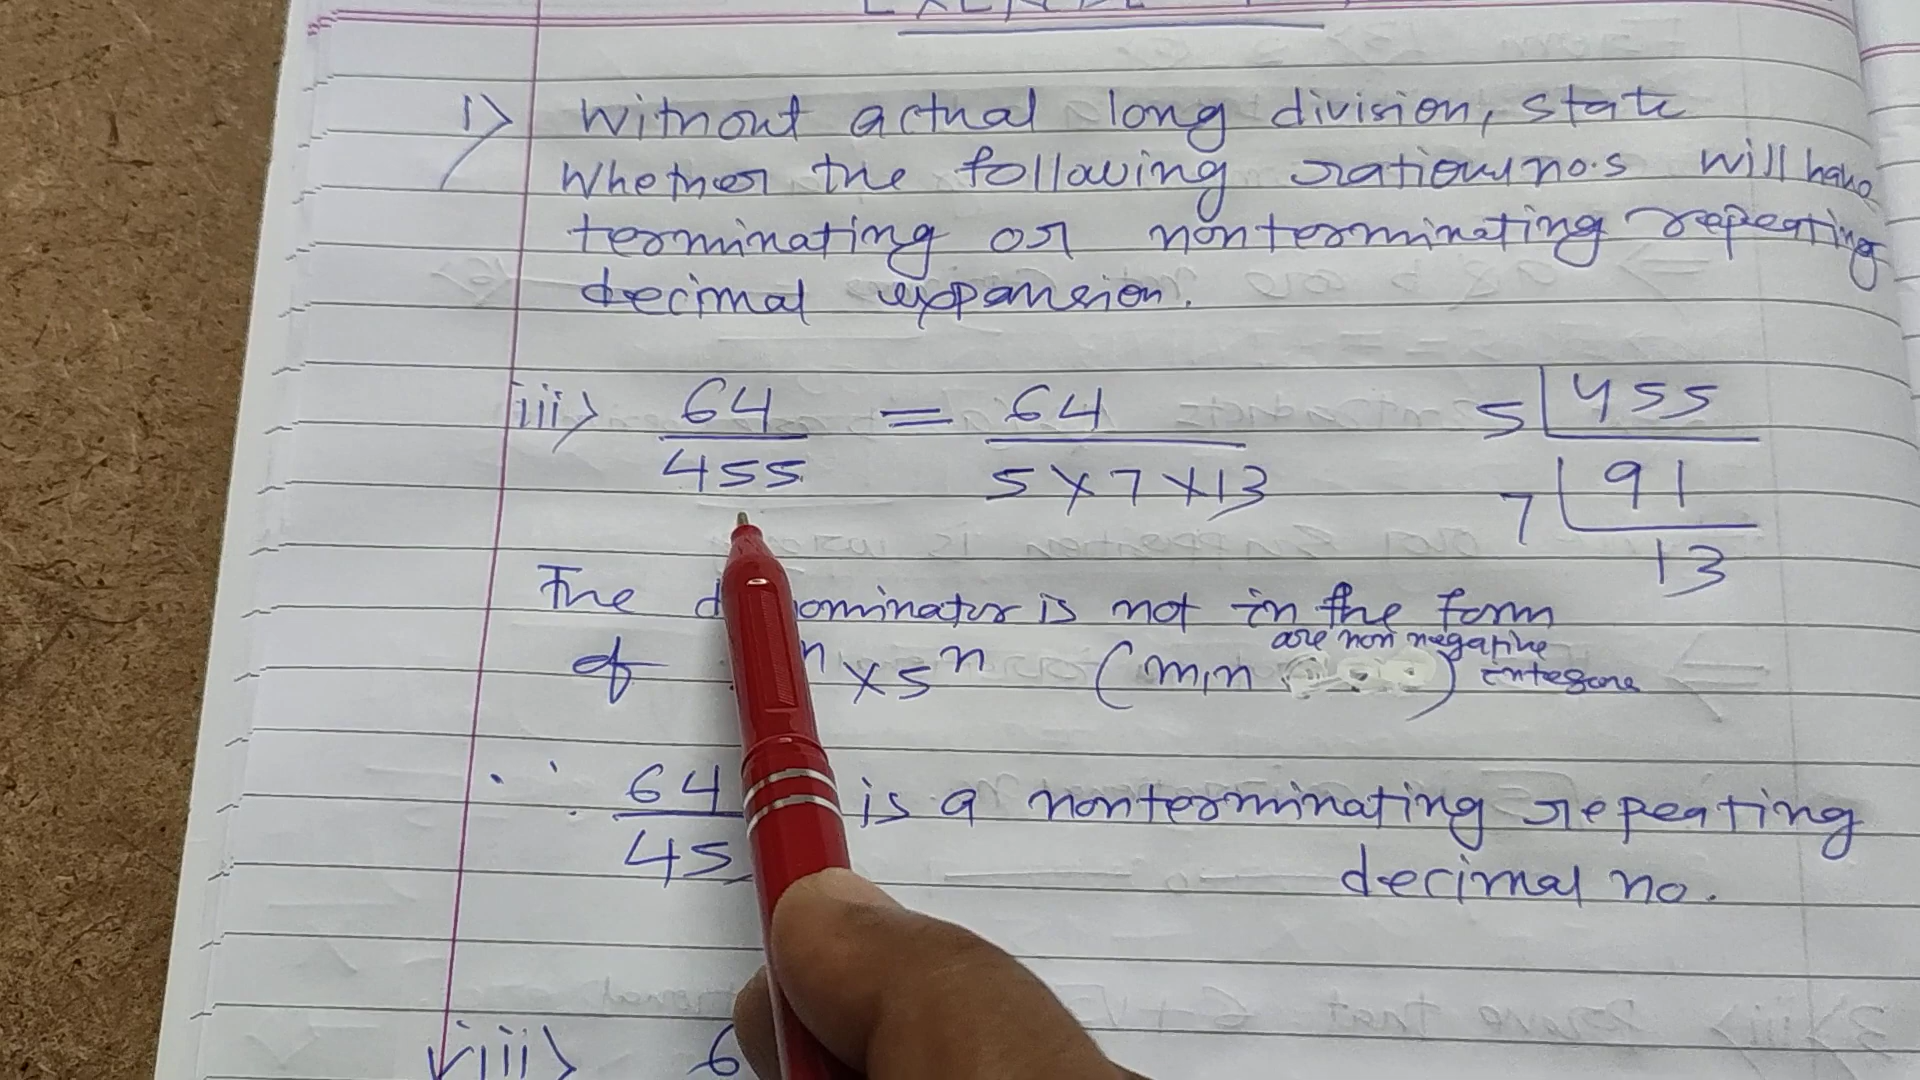 1) Without actual long division, state
Whether the following rational no.s will have
terminating or nonterminating repeating
decimal expansion.
iii) 64/455 = 64/5×7×13
5 | 455
7 | 91
13
The ominator is not in the form
of n × 5^n (m,n are non negative integers)
∴ 64/45 is a nonterminating repeating
decimal no.
viii) 6